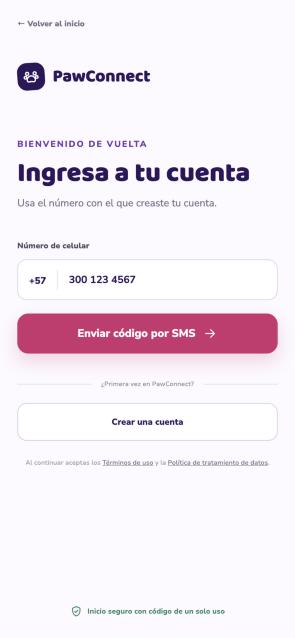 ← Volver al inicio
PawConnect
BIENVENIDO DE VUELTA
Ingresa a tu cuenta
Usa el número con el que creaste tu cuenta.
Número de celular
+57 300 123 4567
Enviar código por SMS →
¿Primera vez en PawConnect?
Crear una cuenta
Al continuar aceptas los Términos de uso y la Política de tratamiento de datos.
Inicio seguro con código de un solo uso